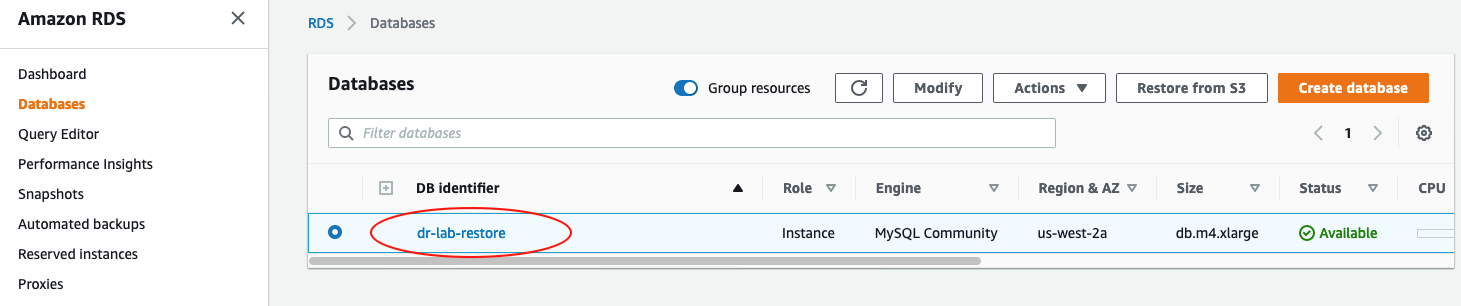 Amazon RDS
Dashboard
Databases
Query Editor
Performance Insights
Snapshots
Automated backups
Reserved instances
Proxies
RDS > Databases
Databases
Group resources
Modify
Actions
Restore from S3
Create database
Filter databases
1
DB identifier Role Engine Region & AZ Size Status CPU
dr-lab-restore Instance MySQL Community us-west-2a db.m4.xlarge Available